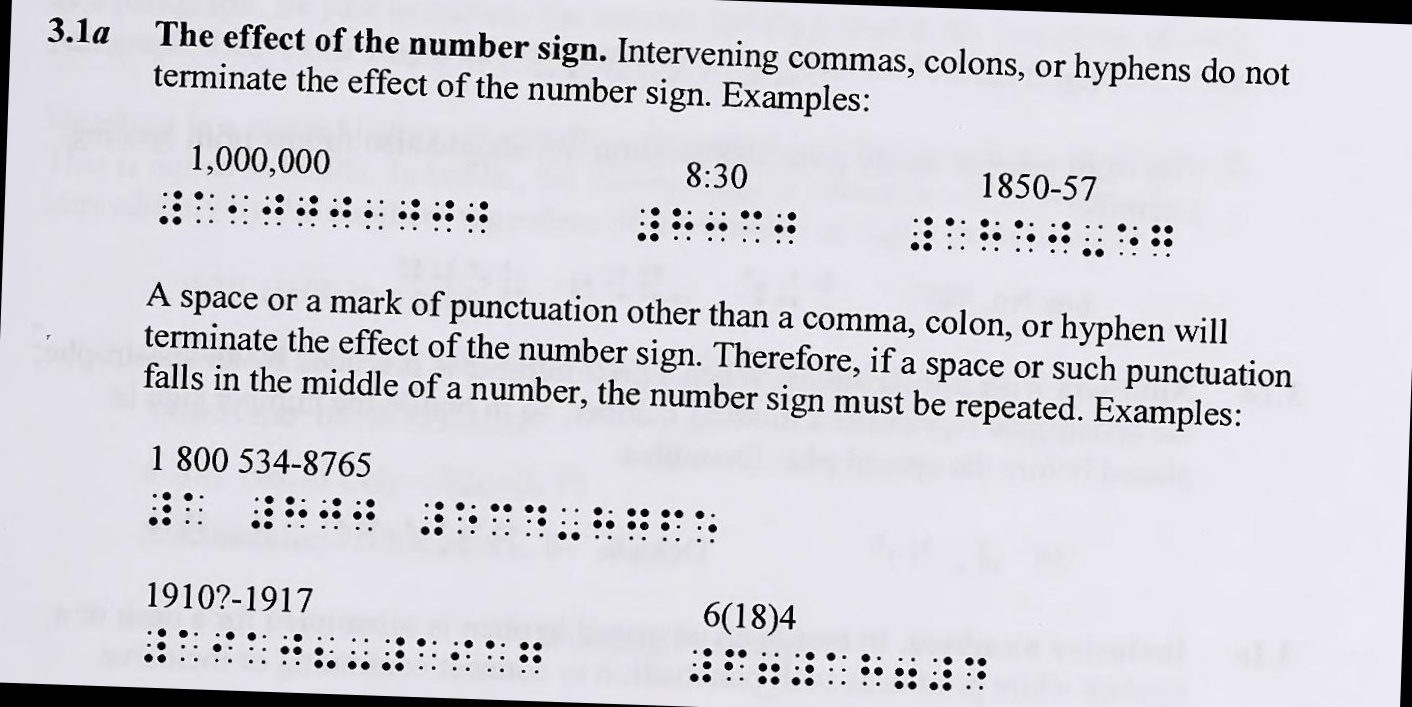 3.1a The effect of the number sign. Intervening commas, colons, or hyphens do not
terminate the effect of the number sign. Examples:
1,000,000 8:30 1850-57
⠼⠁⠂⠚⠚⠚⠂⠚⠚⠚ ⠼⠓⠒⠉⠚ ⠼⠁⠓⠑⠚⠤⠑⠛
A space or a mark of punctuation other than a comma, colon, or hyphen will
terminate the effect of the number sign. Therefore, if a space or such punctuation
falls in the middle of a number, the number sign must be repeated. Examples:
1 800 534-8765
⠼⠁ ⠼⠓⠚⠚ ⠼⠑⠉⠙⠤⠓⠛⠋⠑
1910?-1917 6(18)4
⠼⠁⠊⠁⠚⠦⠤⠼⠁⠊⠁⠛ ⠼⠋⠶⠼⠁⠓⠶⠼⠙